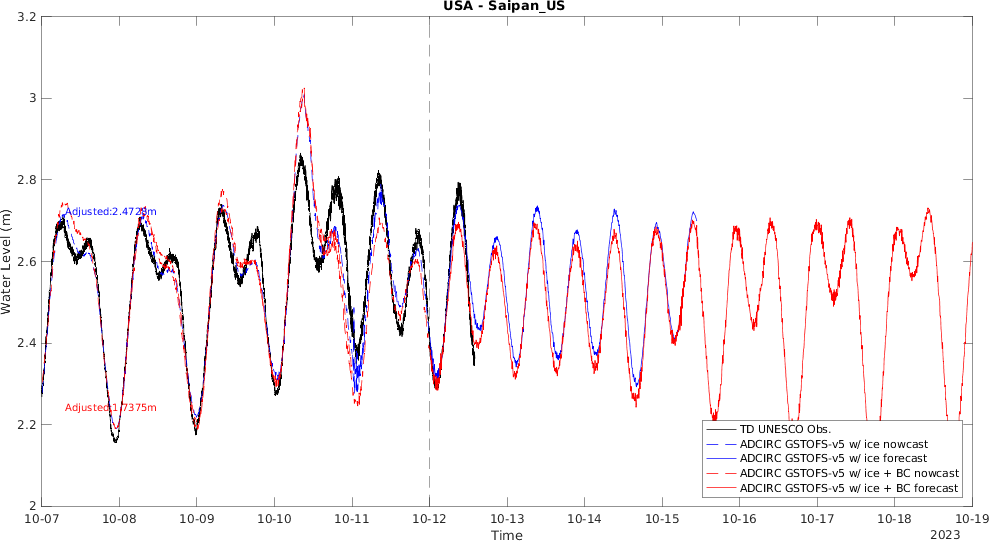 USA - Saipan_US
3.2
3
2.8
2.6
2.4
2.2
2
Water Level (m)
Adjusted:1.7375m
10-07 10-08 10-09 10-10 10-11 10-12 10-13 10-14 10-15 10-16 10-17 10-18 10-19
Time
2023
TD UNESCO Obs.
ADCIRC GSTOFS-v5 w/ ice nowcast
ADCIRC GSTOFS-v5 w/ ice forecast
ADCIRC GSTOFS-v5 w/ ice + BC nowcast
ADCIRC GSTOFS-v5 w/ ice + BC forecast